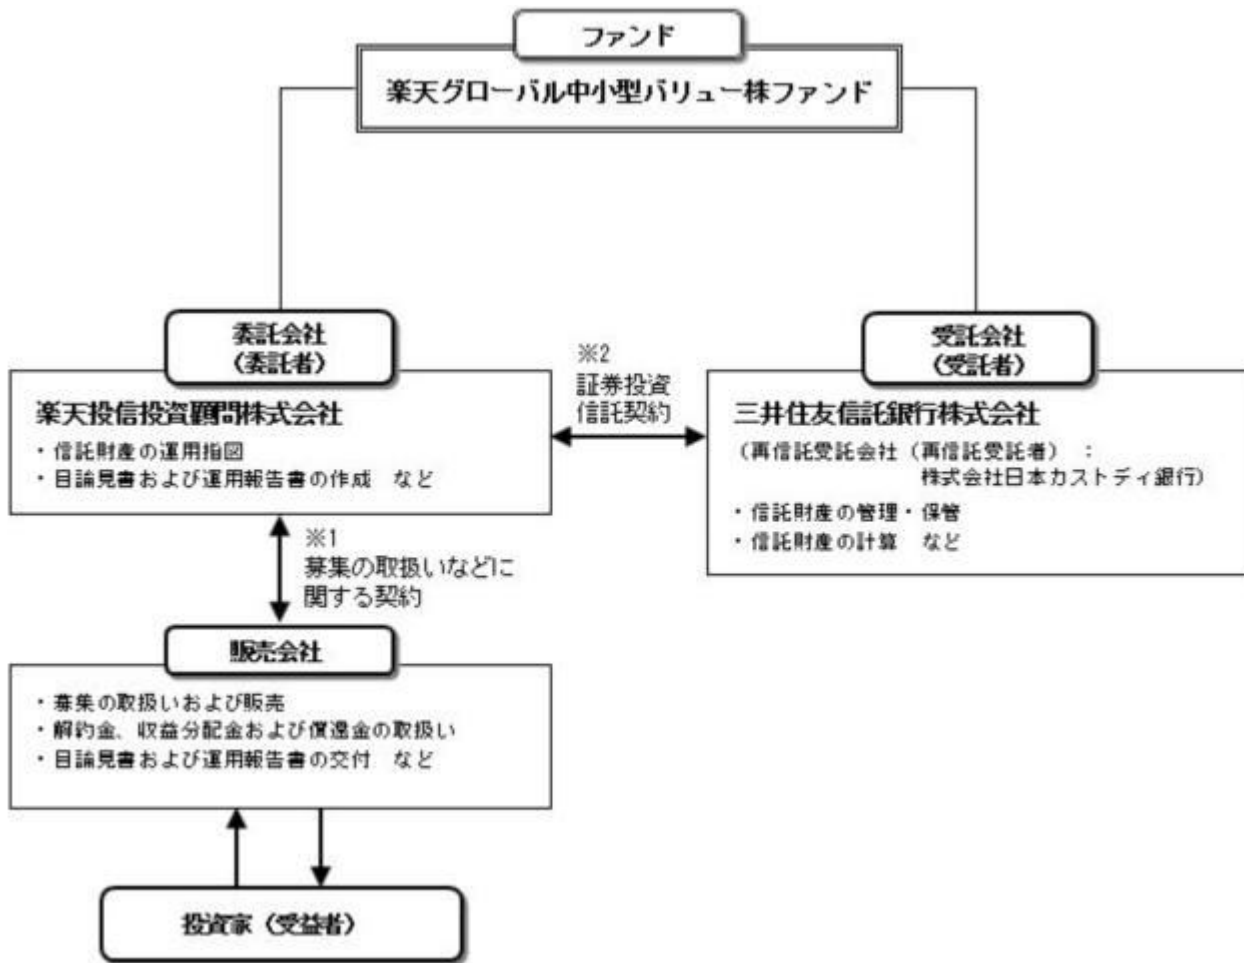 ファンド
楽天グローバル中小型バリュー株ファンド
委託会社
（委託者）
楽天投信投資顧問株式会社
・信託財産の運用指図
・目論見書および運用報告書の作成　など
※2
証券投資
信託契約
受託会社
（受託者）
三井住友信託銀行株式会社
（再信託受託会社（再信託受託者）：
株式会社日本カストディ銀行）
・信託財産の管理・保管
・信託財産の計算　など
※1
募集の取扱いなどに
関する契約
販売会社
・募集の取扱いおよび販売
・解約金、収益分配金および償還金の取扱い
・目論見書および運用報告書の交付　など
投資家（受益者）